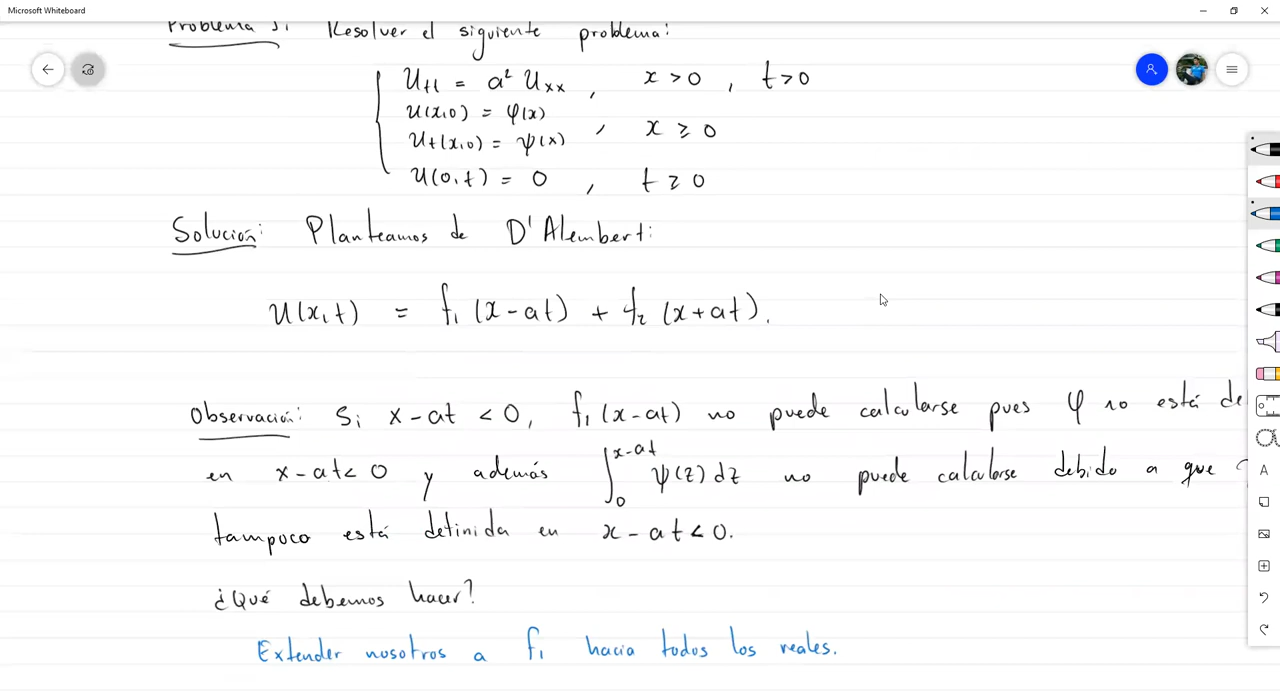 Microsoft Whiteboard
Problema 3: Resolver el siguiente problema:
Utt = a² Uxx , x > 0 , t > 0
u(x,0) = φ(x)
Ut(x,0) = ψ(x) , x ≥ 0
u(0,t) = 0 , t ≥ 0
Solución: Planteamos de D'Alembert:
u(x,t) = f₁ (x-at) + f₂ (x+at).
Observación: Si x-at < 0, f₁(x-at) no puede calcularse pues φ no está de
en x-at < 0 y además ∫₀^{x-at} ψ(z) dz no puede calcularse debido a que
tampoco está definida en x-at < 0.
¿Qué debemos hacer?
Extender nosotros a f₁ hacia todos los reales.
A